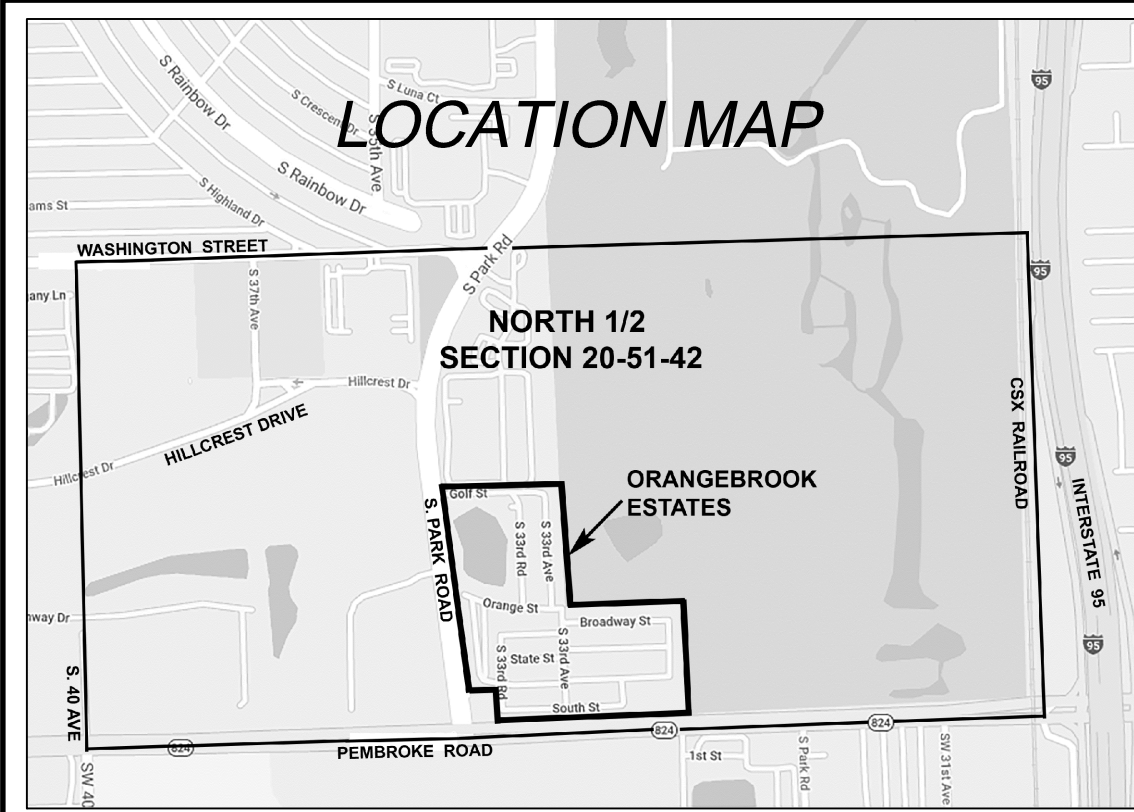 95
S Luna Ct
S Rainbow Dr
S Crescent Dr
LOCATION MAP
S 35th Ave
S Rainbow Dr
ams St
S Highland Dr
WASHINGTON STREET
S Park Rd
95
any Ln
S 37th Ave
NORTH 1/2
SECTION 20-51-42
Hillcrest Dr
HILLCREST DRIVE
CSX RAILROAD
Hillcrest Dr
95
ORANGEBROOK
ESTATES
INTERSTATE 95
Golf St
S. PARK ROAD
S 33rd Rd
S 33rd Ave
Orange St
nway Dr
Broadway St
95
S 33rd Rd
State St
S 33rd Ave
S. 40 AVE
South St
824
824
824
PEMBROKE ROAD
1st St
S Park Rd
SW 31st Ave
SW 40